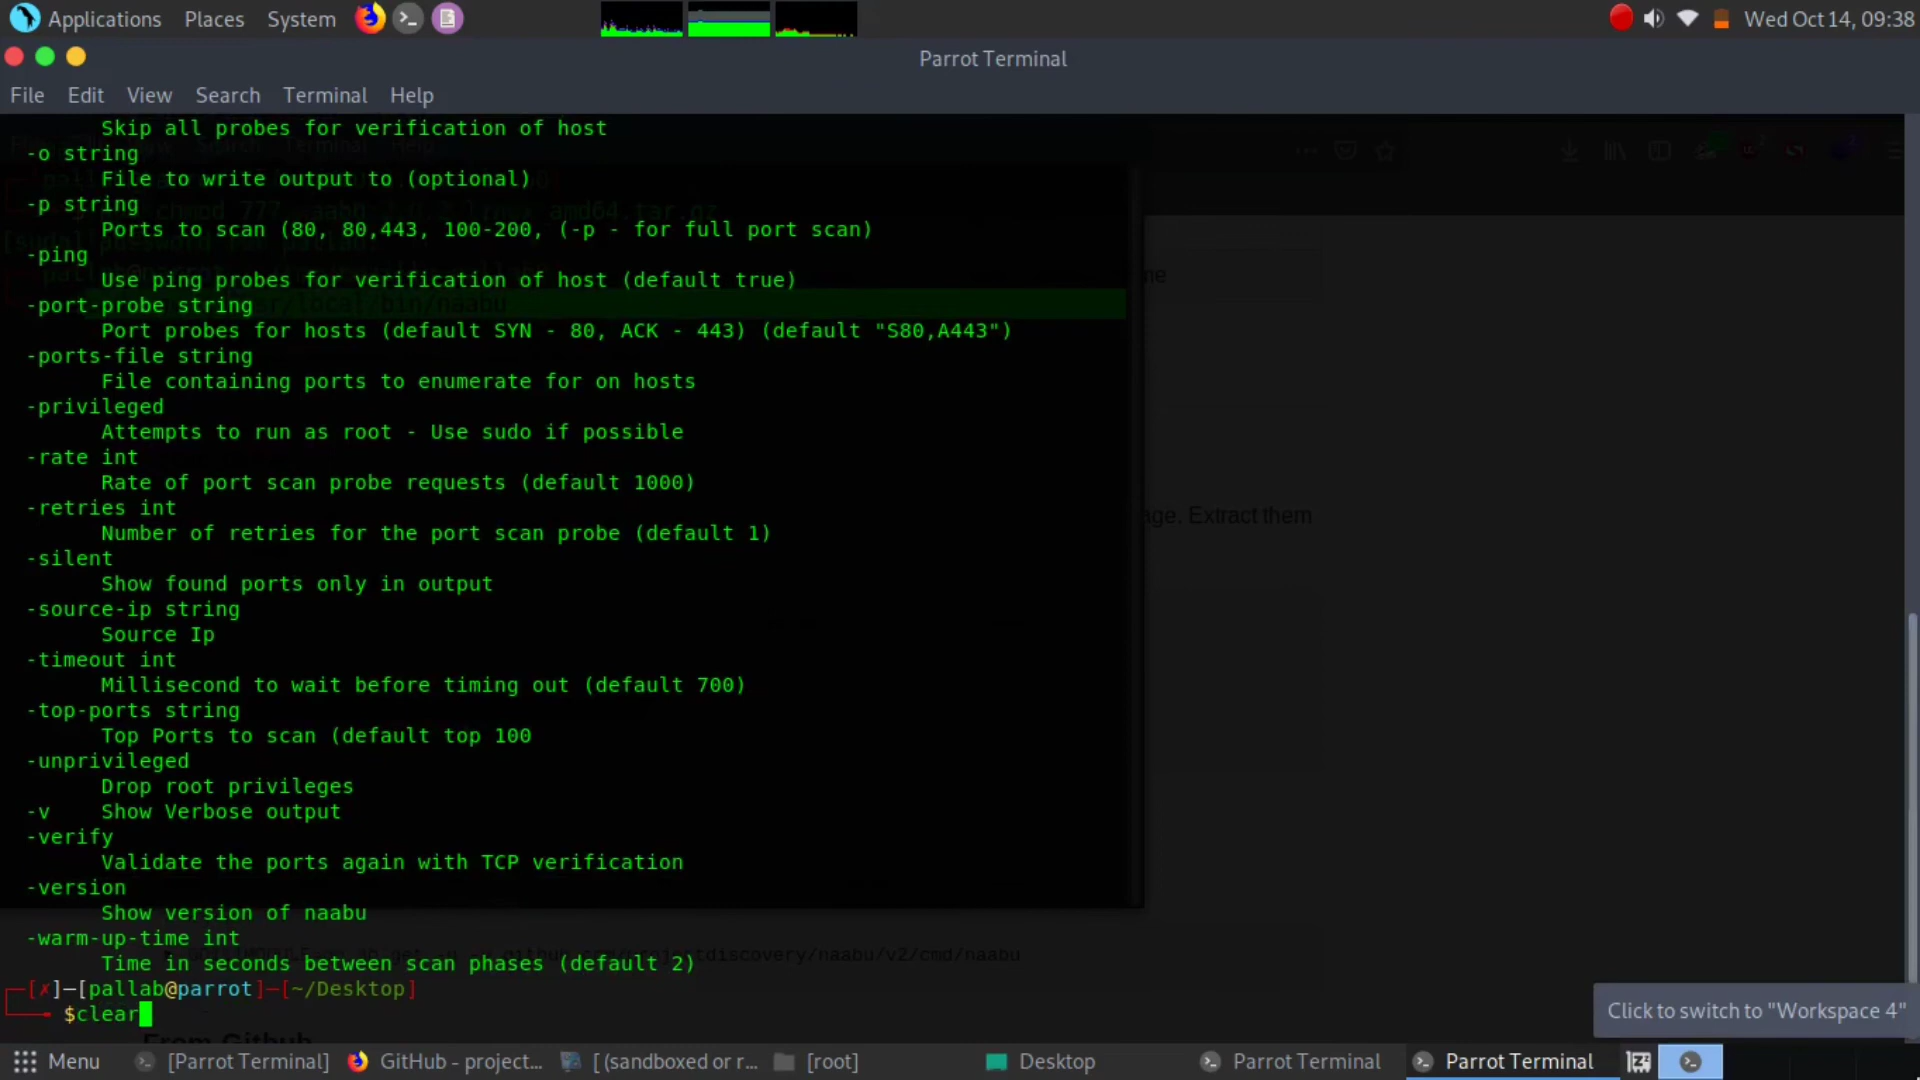 Applications Places System Wed Oct 14, 09:38
Parrot Terminal
File Edit View Search Terminal Help
Skip all probes for verification of host
-o string
File to write output to (optional)
-p string
Ports to scan (80, 80,443, 100-200, (-p - for full port scan)
-ping
Use ping probes for verification of host (default true)
-port-probe string
Port probes for hosts (default SYN - 80, ACK - 443) (default "S80,A443")
-ports-file string
File containing ports to enumerate for on hosts
-privileged
Attempts to run as root - Use sudo if possible
-rate int
Rate of port scan probe requests (default 1000)
-retries int
Number of retries for the port scan probe (default 1)
age. Extract them
-silent
Show found ports only in output
-source-ip string
Source Ip
-timeout int
Millisecond to wait before timing out (default 700)
-top-ports string
Top Ports to scan (default top 100
-unprivileged
Drop root privileges
-v Show Verbose output
-verify
Validate the ports again with TCP verification
-version
Show version of naabu
-warm-up-time int
tdiscovery/naabu/v2/cmd/naabu
Time in seconds between scan phases (default 2)
┌─[✗]─[pallab@parrot]─[~/Desktop]
└──╼ $clear
Click to switch to "Workspace 4"
From Github
Menu [Parrot Terminal] GitHub - project... [ (sandboxed or r... [root] Desktop Parrot Terminal Parrot Terminal